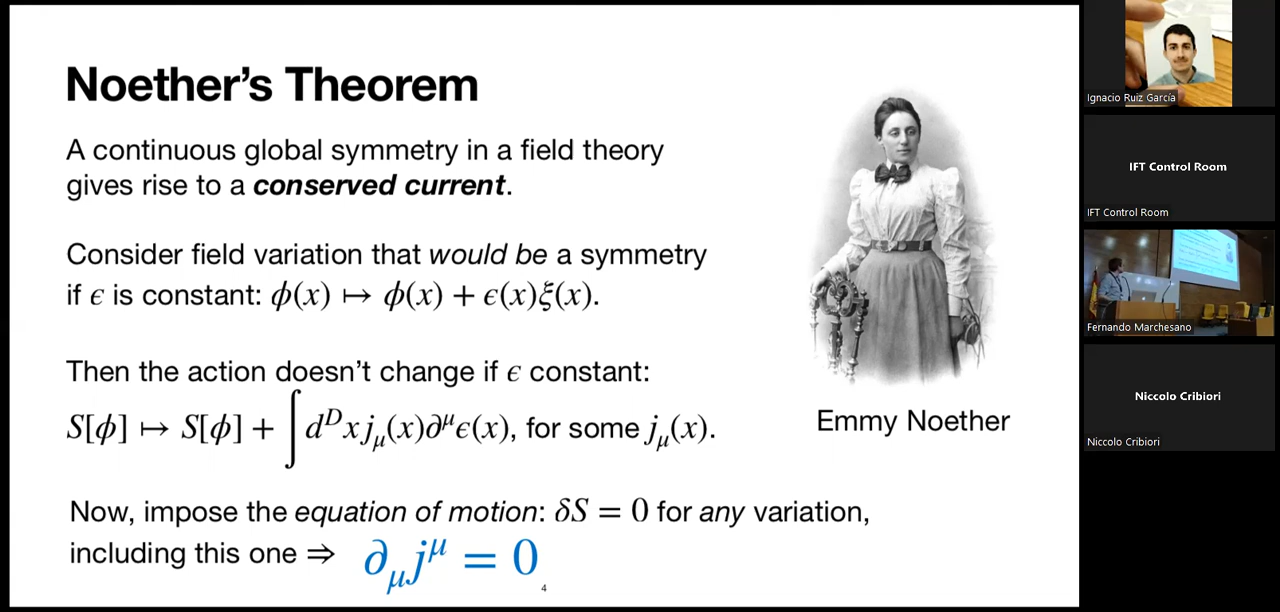 Noether's Theorem
A continuous global symmetry in a field theory
gives rise to a conserved current.
Consider field variation that would be a symmetry
if ϵ is constant: ϕ(x) ↦ ϕ(x) + ϵ(x)ξ(x).
Then the action doesn't change if ϵ constant:
S[ϕ] ↦ S[ϕ] + ∫ d^D x j_μ(x)∂^μ ϵ(x), for some j_μ(x).
Emmy Noether
Now, impose the equation of motion: δS = 0 for any variation,
including this one ⇒ ∂_μ j^μ = 0
4
Ignacio Ruiz García
IFT Control Room
IFT Control Room
Fernando Marchesano
Niccolo Cribiori
Niccolo Cribiori